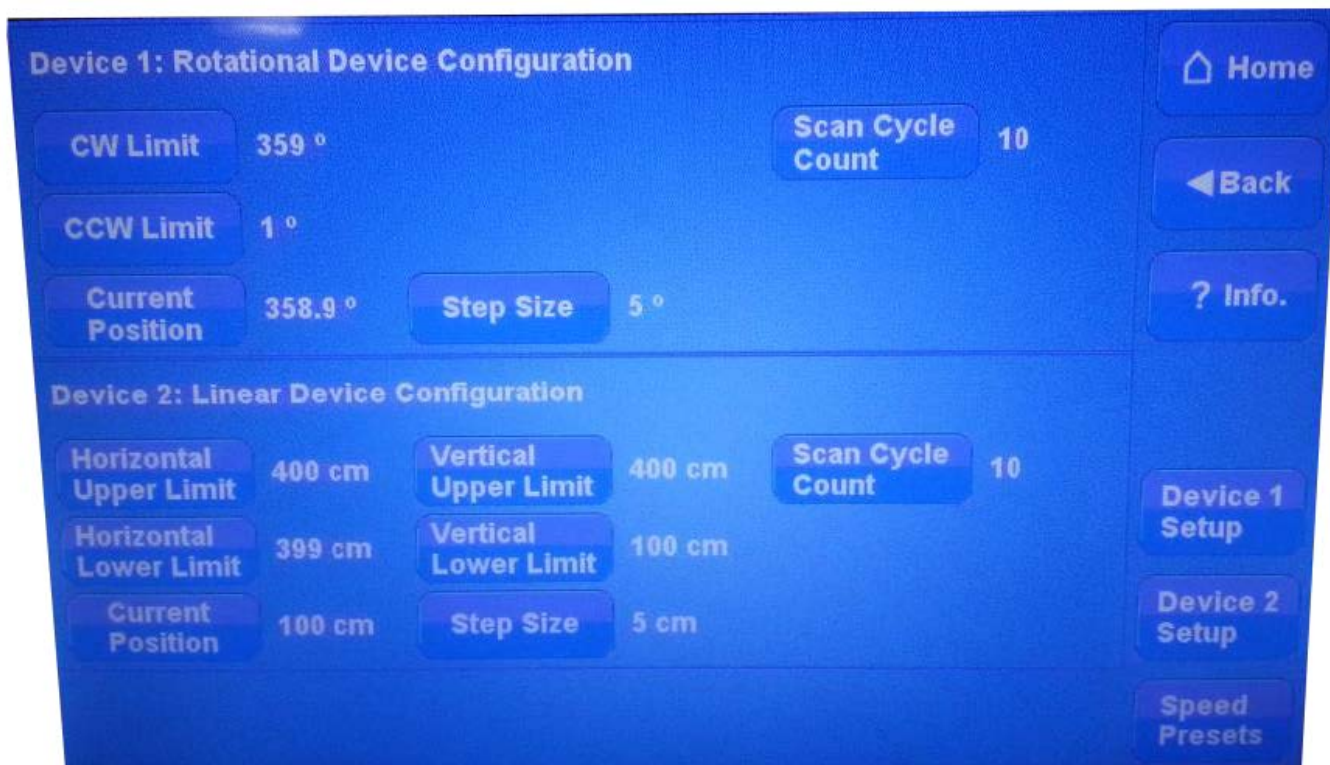 Device 1: Rotational Device Configuration
Home
CW Limit 359 º
Scan Cycle
Count
10
Back
CCW Limit 1 º
Current
Position
358.9 º
Step Size 5 º
? Info.
Device 2: Linear Device Configuration
Horizontal
Upper Limit
400 cm
Vertical
Upper Limit
400 cm
Scan Cycle
Count
10
Horizontal
Lower Limit
399 cm
Vertical
Lower Limit
100 cm
Device 1
Setup
Current
Position
100 cm
Step Size 5 cm
Device 2
Setup
Speed
Presets